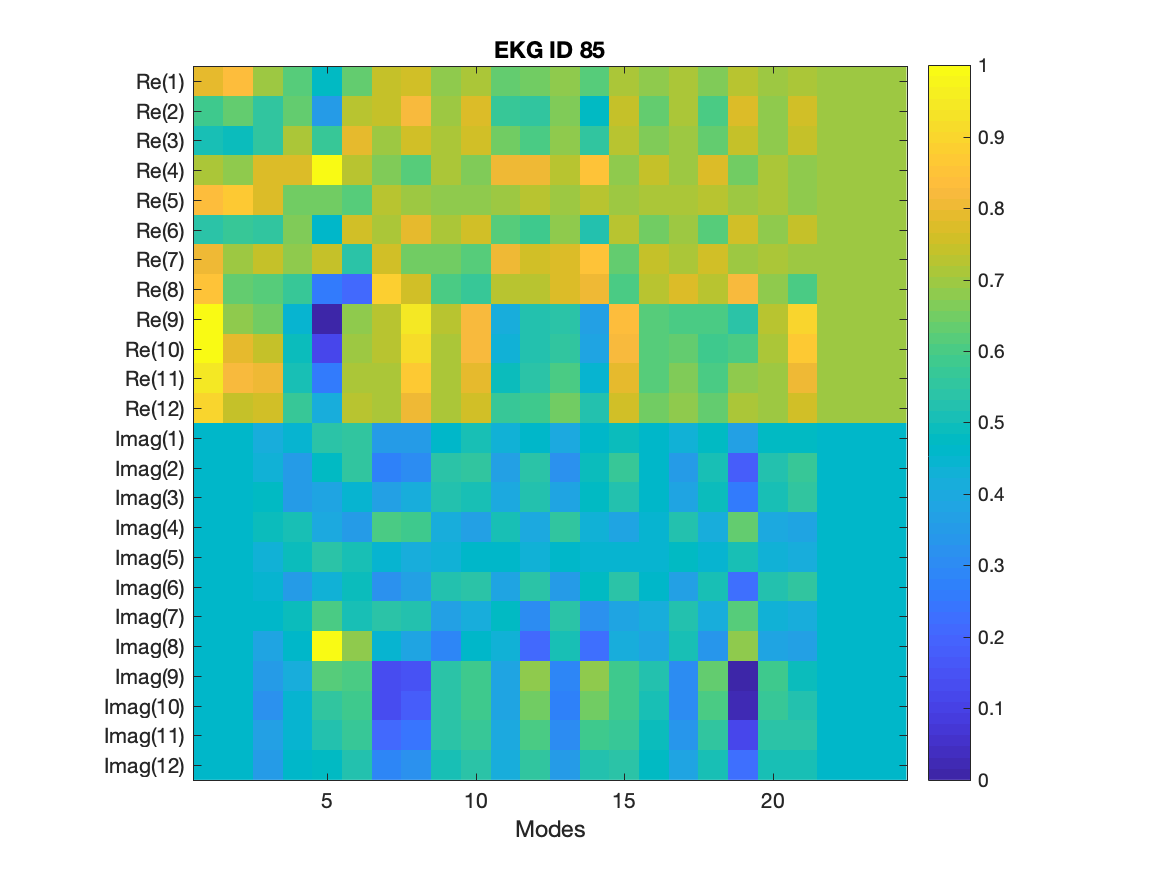 EKG ID 85
Re(1)
Re(2)
Re(3)
Re(4)
Re(5)
Re(6)
Re(7)
Re(8)
Re(9)
Re(10)
Re(11)
Re(12)
Imag(1)
Imag(2)
Imag(3)
Imag(4)
Imag(5)
Imag(6)
Imag(7)
Imag(8)
Imag(9)
Imag(10)
Imag(11)
Imag(12)
5 10 15 20
Modes
1
0.9
0.8
0.7
0.6
0.5
0.4
0.3
0.2
0.1
0